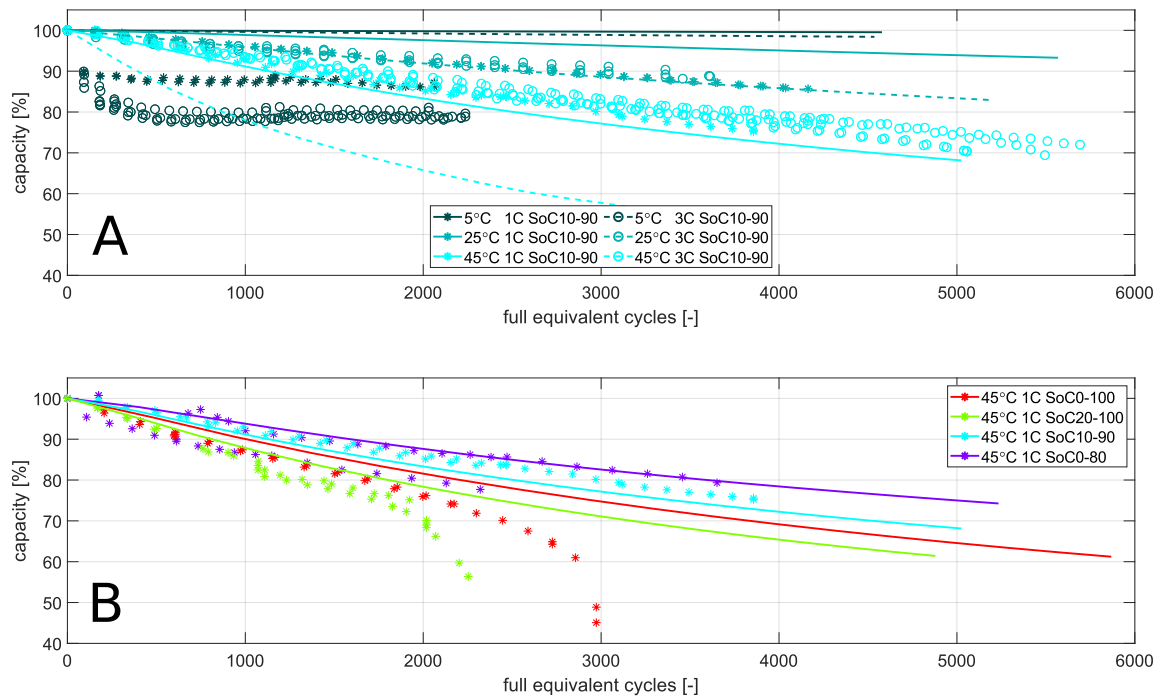 100
90
80
70
60
50
40
capacity [%]
A
5°C 1C SoC10-90
5°C 3C SoC10-90
25°C 1C SoC10-90
25°C 3C SoC10-90
45°C 1C SoC10-90
45°C 3C SoC10-90
0 1000 2000 3000 4000 5000 6000
full equivalent cycles [-]
100
90
80
70
60
50
40
capacity [%]
45°C 1C SoC0-100
45°C 1C SoC20-100
45°C 1C SoC10-90
45°C 1C SoC0-80
B
0 1000 2000 3000 4000 5000 6000
full equivalent cycles [-]